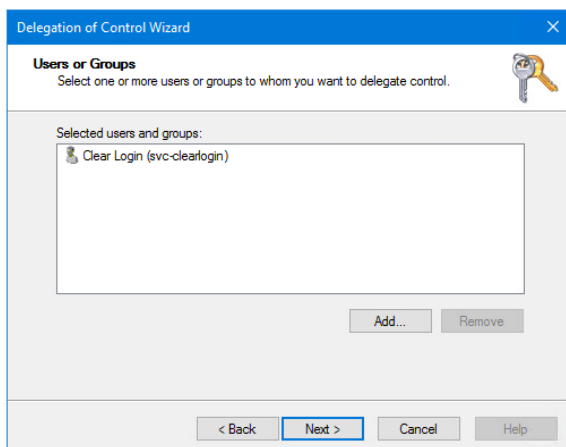 Delegation of Control Wizard
Users or Groups
Select one or more users or groups to whom you want to delegate control.
Selected users and groups:
Clear Login (svc-clearlogin)
Add...
Remove
< Back
Next >
Cancel
Help